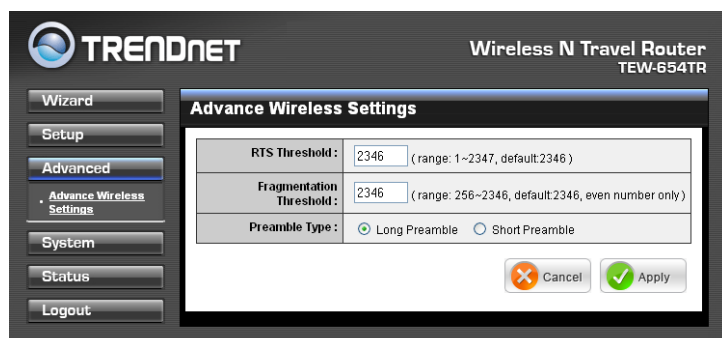 TRENDNET
Wireless N Travel Router
TEW-654TR
Wizard
Setup
Advanced
Advance Wireless
Settings
System
Status
Logout
Advance Wireless Settings
RTS Threshold :
2346 ( range: 1~2347, default:2346 )
Fragmentation
Threshold :
2346 ( range: 256~2346, default:2346, even number only )
Preamble Type :
Long Preamble Short Preamble
Cancel Apply